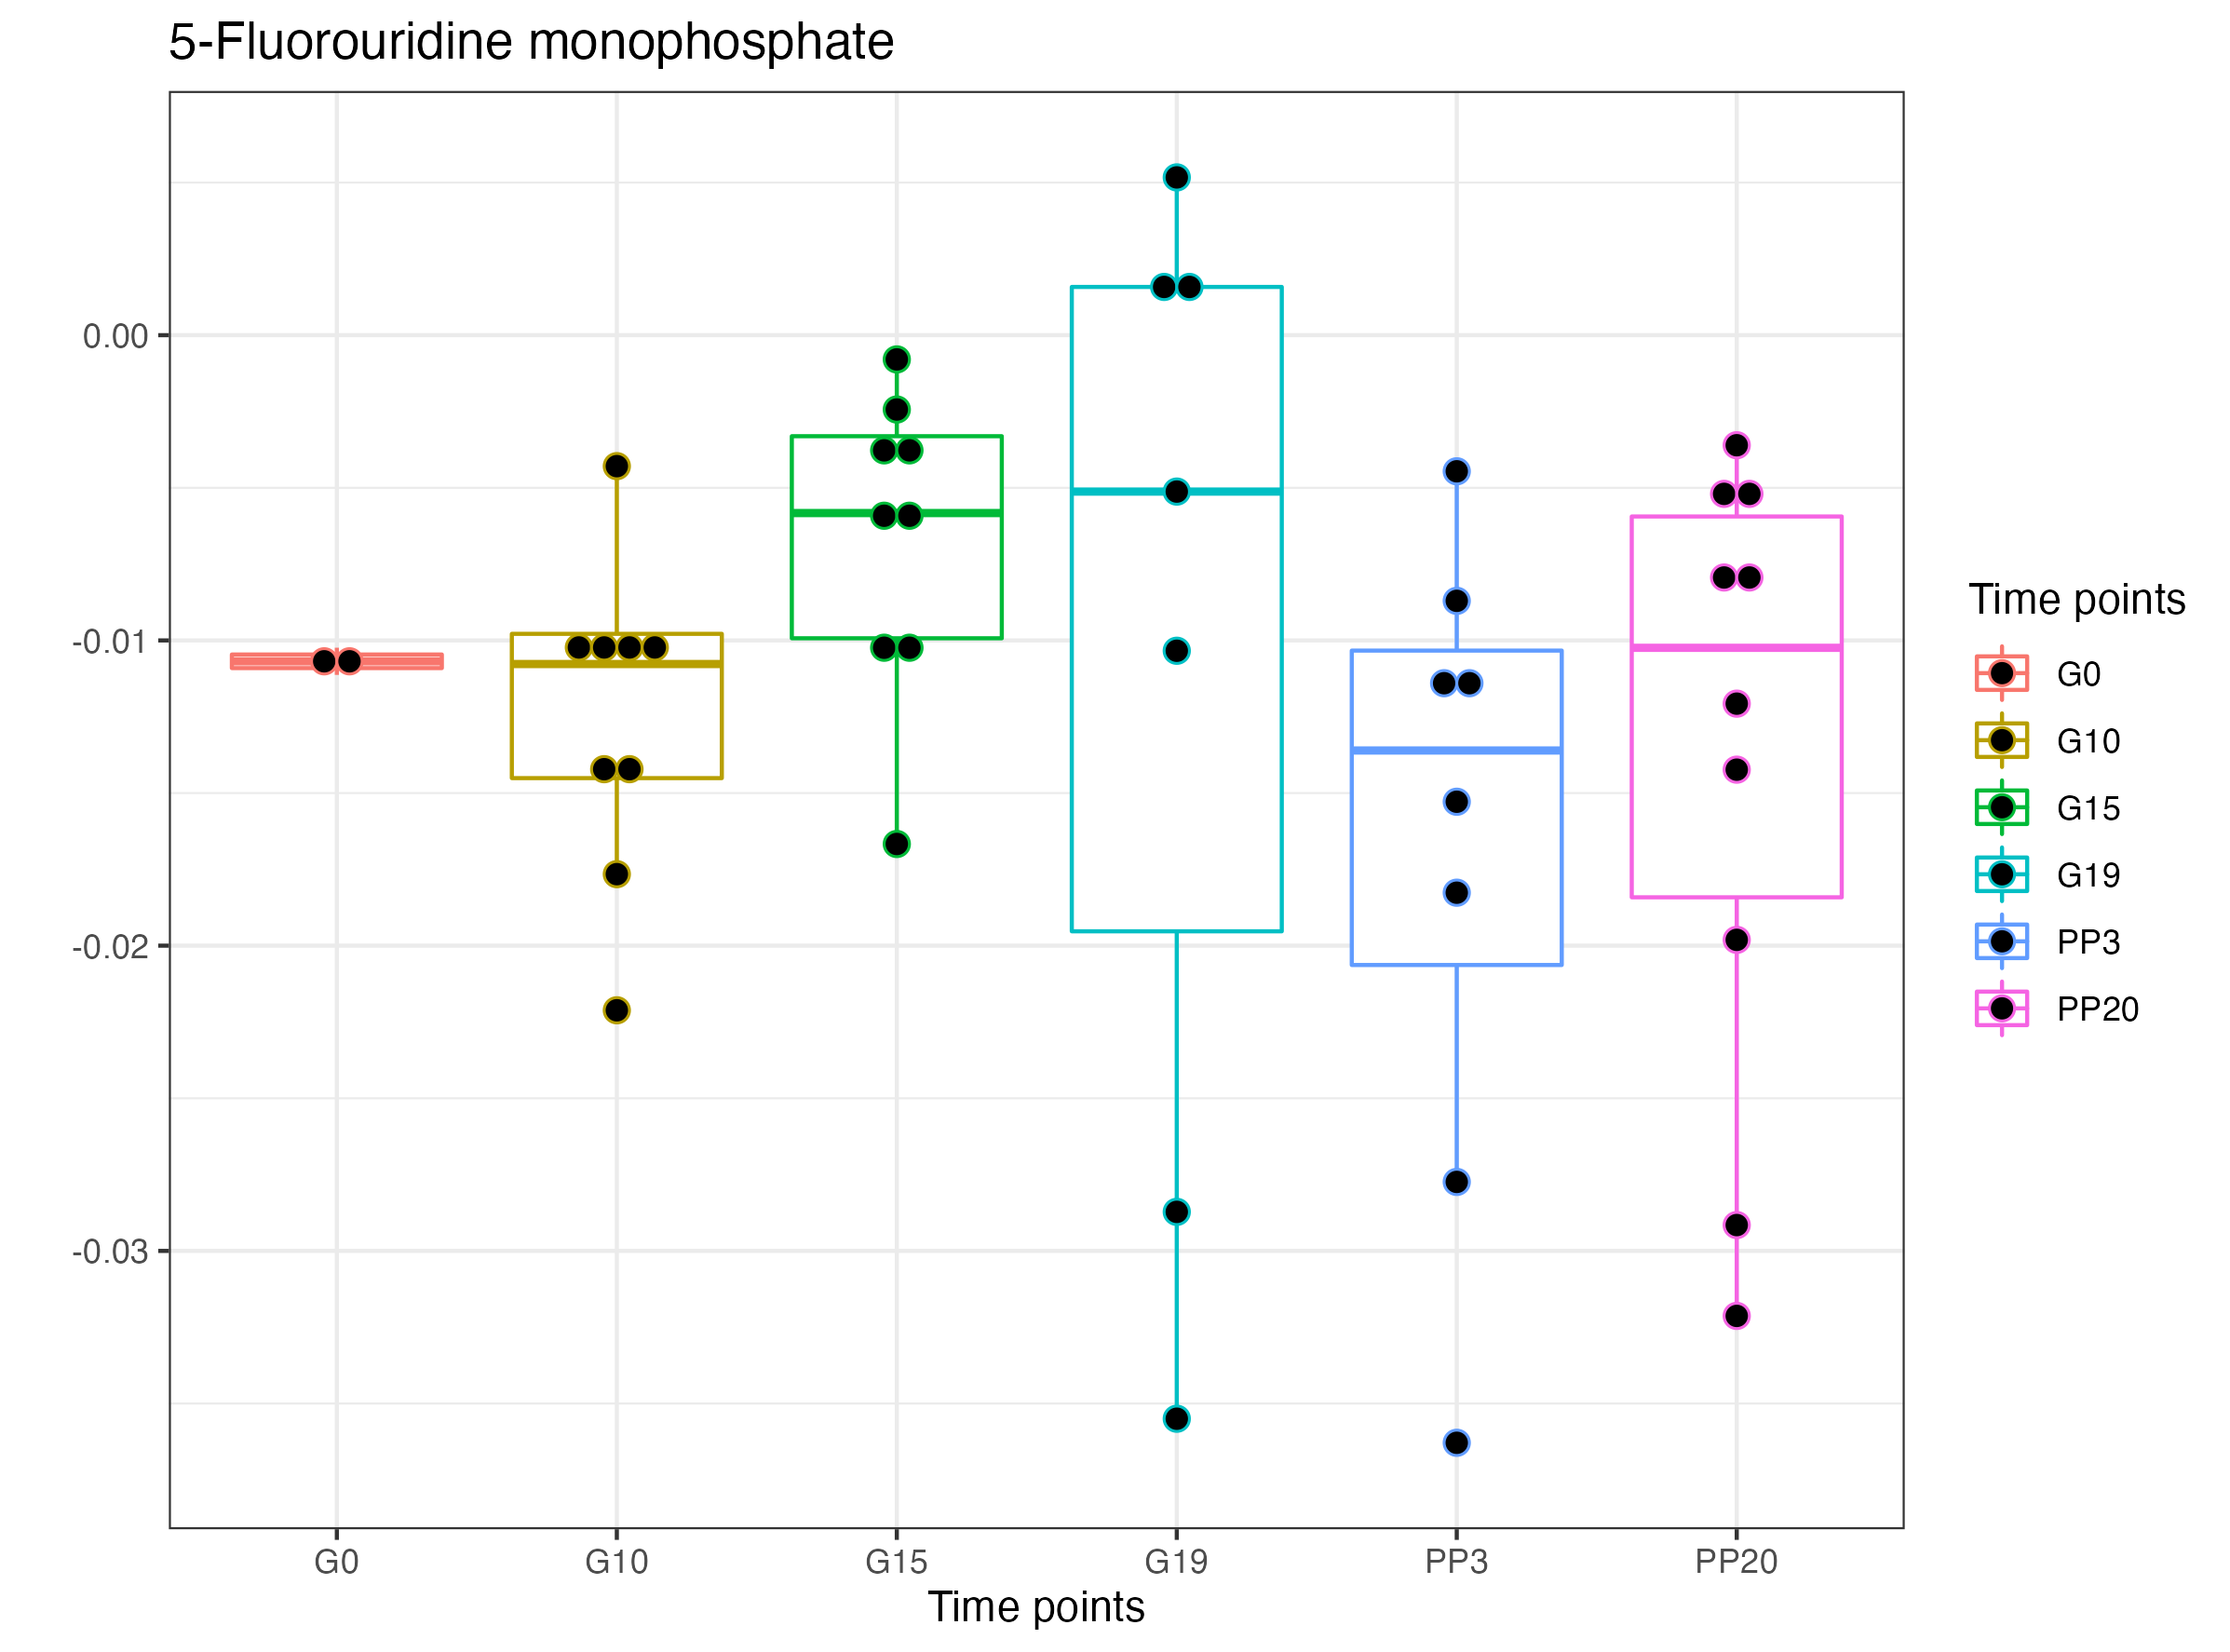 5-Fluorouridine monophosphate
0.00
-0.01
-0.02
-0.03
G0 G10 G15 G19 PP3 PP20
Time points
Time points
G0
G10
G15
G19
PP3
PP20